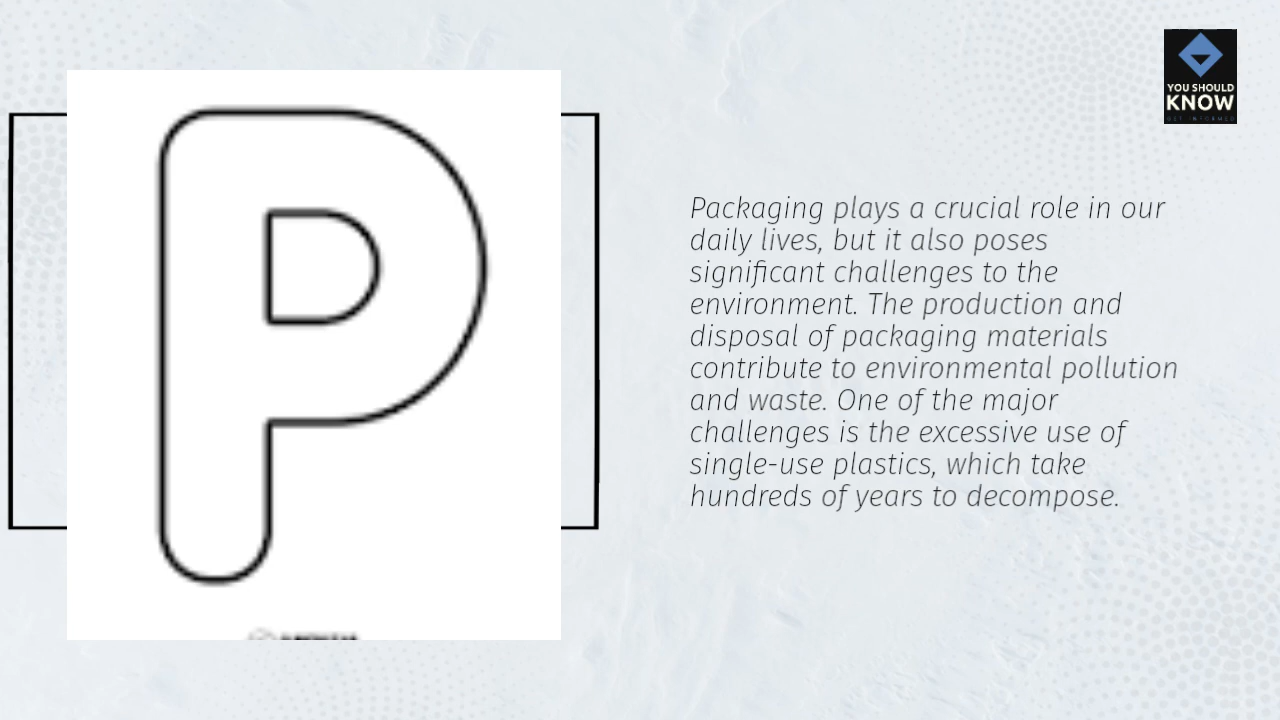 P
YOU SHOULD
KNOW
GET INFORMED
Packaging plays a crucial role in our
daily lives, but it also poses
significant challenges to the
environment. The production and
disposal of packaging materials
contribute to environmental pollution
and waste. One of the major
challenges is the excessive use of
single-use plastics, which take
hundreds of years to decompose.